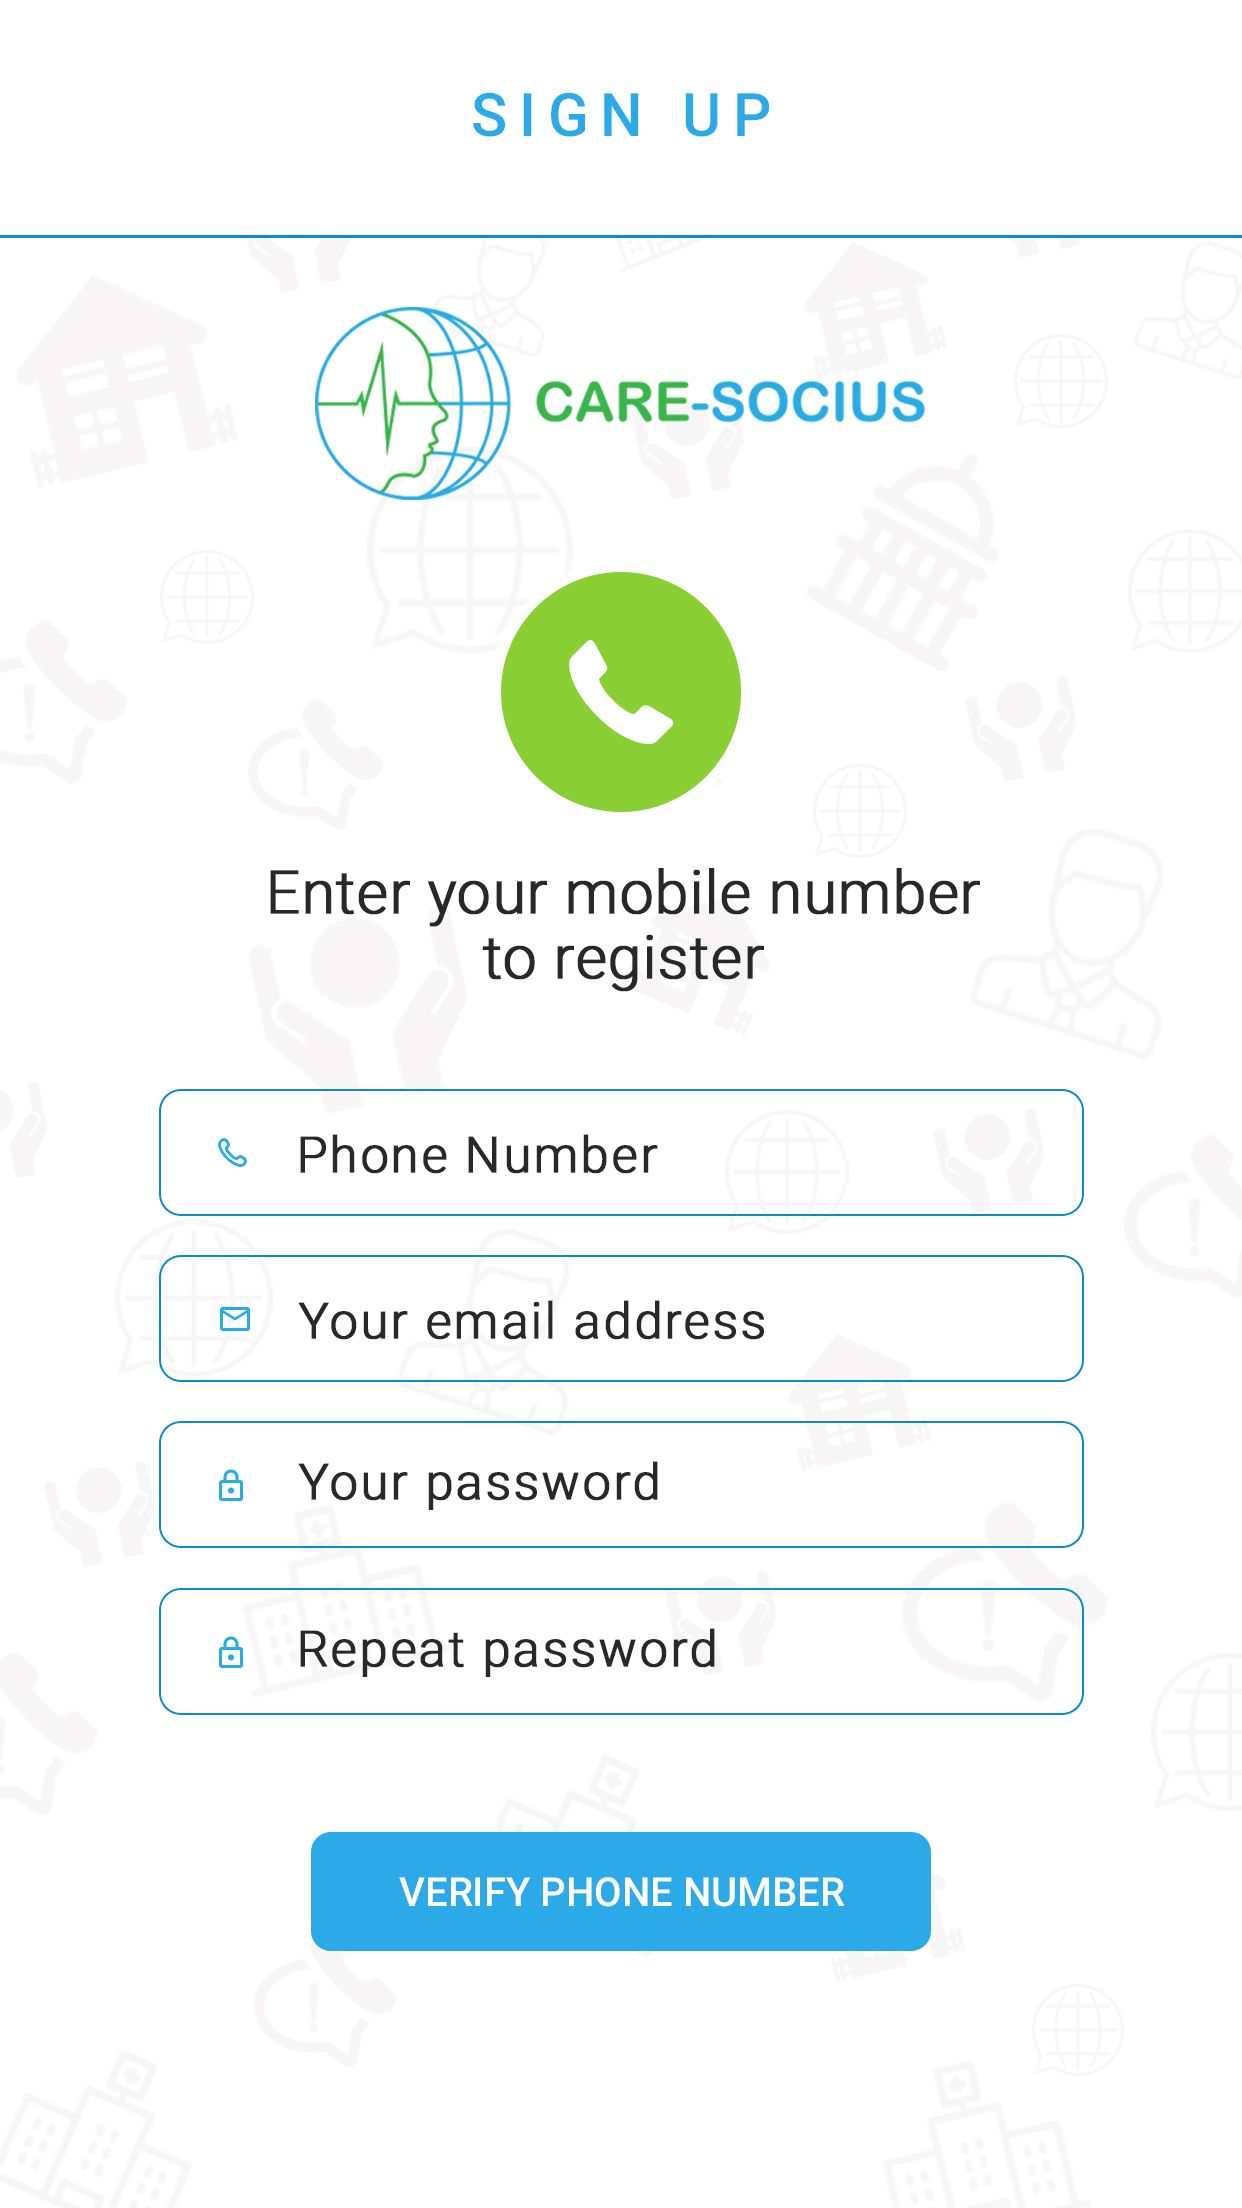 SIGN UP
CARE-SOCIUS
Enter your mobile number
to register
Phone Number
Your email address
Your password
Repeat password
VERIFY PHONE NUMBER